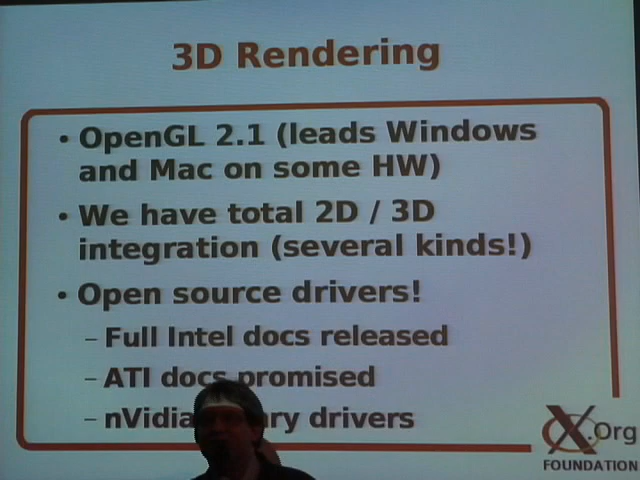 3D Rendering
• OpenGL 2.1 (leads Windows
and Mac on some HW)
• We have total 2D / 3D
integration (several kinds!)
• Open source drivers!
– Full Intel docs released
– ATI docs promised
– nVidia ary drivers
X.Org
FOUNDATION